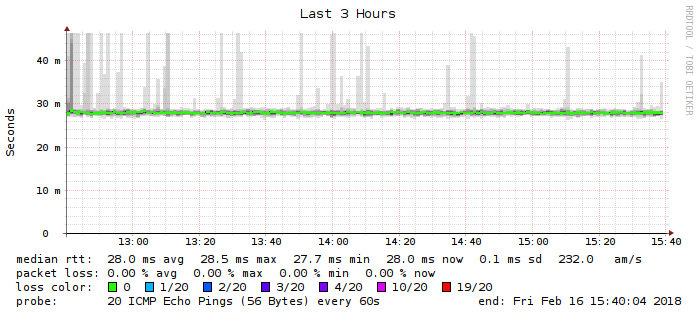 Last 3 Hours
RRDTOOL / TOBI OETIKER
Seconds
40 m
30 m
20 m
10 m
0
13:00 13:20 13:40 14:00 14:20 14:40 15:00 15:20 15:40
median rtt: 28.0 ms avg 28.5 ms max 27.7 ms min 28.0 ms now 0.1 ms sd 232.0 am/s
packet loss: 0.00 % avg 0.00 % max 0.00 % min 0.00 % now
loss color: 0 1/20 2/20 3/20 4/20 10/20 19/20
probe: 20 ICMP Echo Pings (56 Bytes) every 60s end: Fri Feb 16 15:40:04 2018